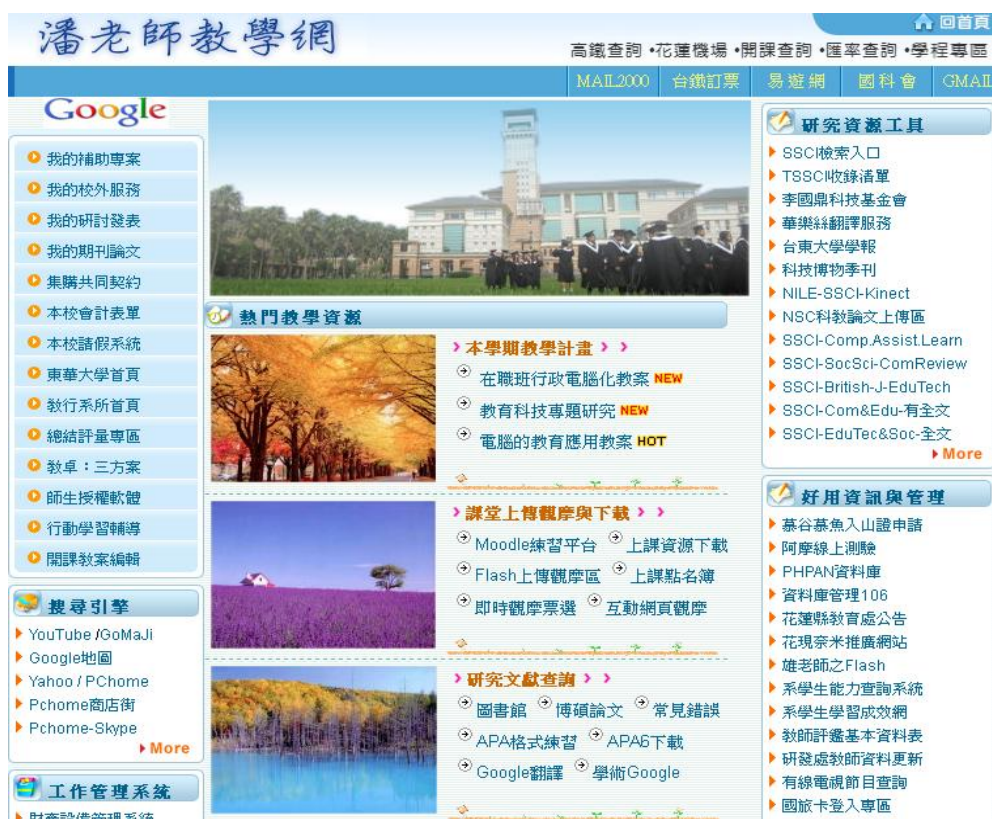 潘老師教學網
回首頁
高鐵查詢 •花蓮機場 •開課查詢 •匯率查詢 •學程專區
MAIL2000 台鐵訂票 易遊網 國科會 GMAIL
Google
我的補助專案
我的校外服務
我的研討發表
我的期刊論文
集購共同契約
本校會計表單
本校請假系統
東華大學首頁
教行系所首頁
總結評量專區
教卓：三方案
師生授權軟體
行動學習輔導
開課教案編輯
搜尋引擎
YouTube /GoMaJi
Google地圖
Yahoo / PChome
Pchome商店街
Pchome-Skype
More
工作管理系統
財產設備管理系統
熱門教學資源
本學期教學計畫
在職班行政電腦化教案 NEW
教育科技專題研究 NEW
電腦的教育應用教案 HOT
課堂上傳觀摩與下載
Moodle練習平台 上課資源下載
Flash上傳觀摩區 上課點名簿
即時觀摩票選 互動網頁觀摩
研究文獻查詢
圖書館 博碩論文 常見錯誤
APA格式練習 APA6下載
Google翻譯 學術Google
研究資源工具
SSCI檢索入口
TSSCI收錄清單
李國鼎科技基金會
華樂絲翻譯服務
台東大學學報
科技博物季刊
NILE-SSCI-Kinect
NSC科教論文上傳區
SSCI-Comp.Assist.Learn
SSCI-SocSci-ComReview
SSCI-British-J-EduTech
SSCI-Com&Edu-有全文
SSCI-EduTec&Soc-全文
More
好用資訊與管理
慕谷慕魚入山證申請
阿摩線上測驗
PHPAN資料庫
資料庫管理106
花蓮縣教育處公告
花現奈米推廣網站
雄老師之Flash
系學生能力查詢系統
系學生學習成效網
教師評鑑基本資料表
研發處教師資料更新
有線電視節目查詢
國旅卡登入專區